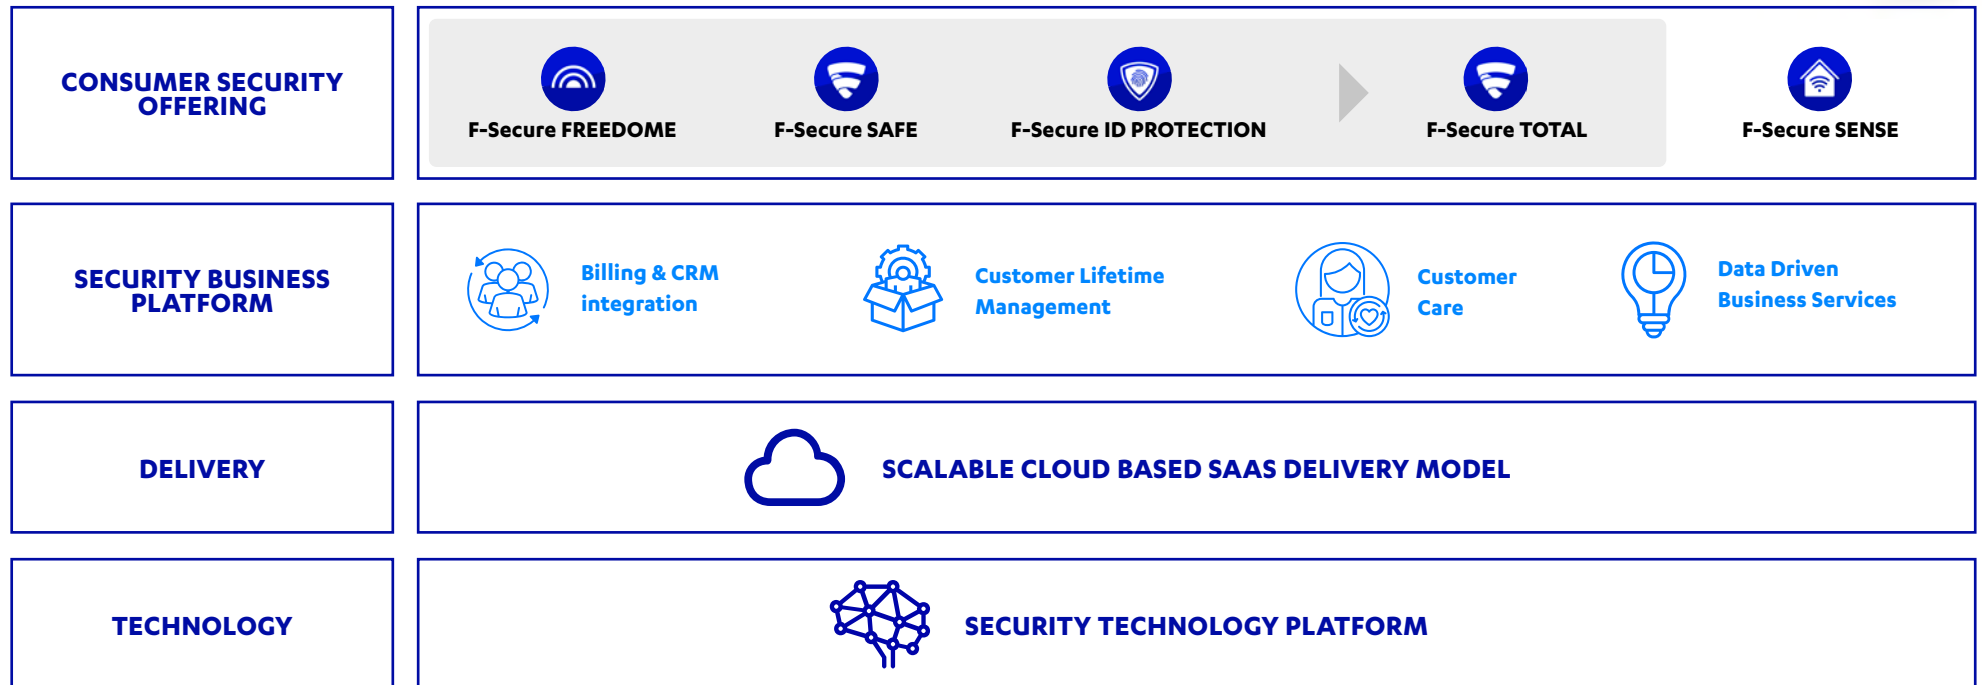 CONSUMER SECURITY
OFFERING
F-Secure FREEDOME
F-Secure SAFE
F-Secure ID PROTECTION
F-Secure TOTAL
F-Secure SENSE
SECURITY BUSINESS
PLATFORM
Billing & CRM
integration
Customer Lifetime
Management
Customer
Care
Data Driven
Business Services
DELIVERY
SCALABLE CLOUD BASED SAAS DELIVERY MODEL
TECHNOLOGY
SECURITY TECHNOLOGY PLATFORM